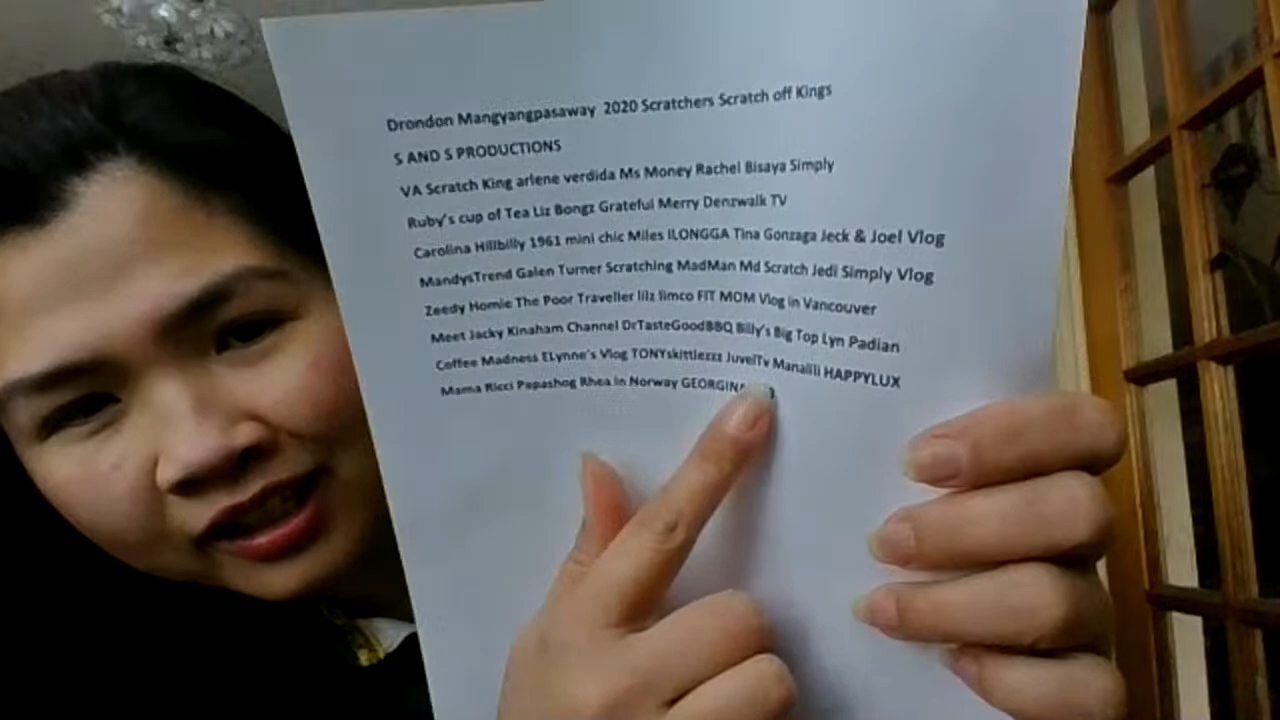 Drondon Mangyangpasaway 2020 Scratchers Scratch off Kings
S AND S PRODUCTIONS
VA Scratch King arlene verdida Ms Money Rachel Bisaya Simply
Ruby's cup of Tea Liz Bongz Grateful Merry Denzwalk TV
Carolina Hillbilly 1961 mini chic Miles ILONGGA Tina Gonzaga Jeck & Joel Vlog
MandysTrend Galen Turner Scratching MadMan Md Scratch Jedi Simply Vlog
Zeedy Homie The Poor Traveller lilz limco FIT MOM Vlog in Vancouver
Meet Jacky Kinaham Channel DrTasteGoodBBQ Billy's Big Top Lyn Padian
Coffee Madness ELynne's Vlog TONYskittlezzz JuvelTv Manalili HAPPYLUX
Mama Ricci Papashog Rhea in Norway